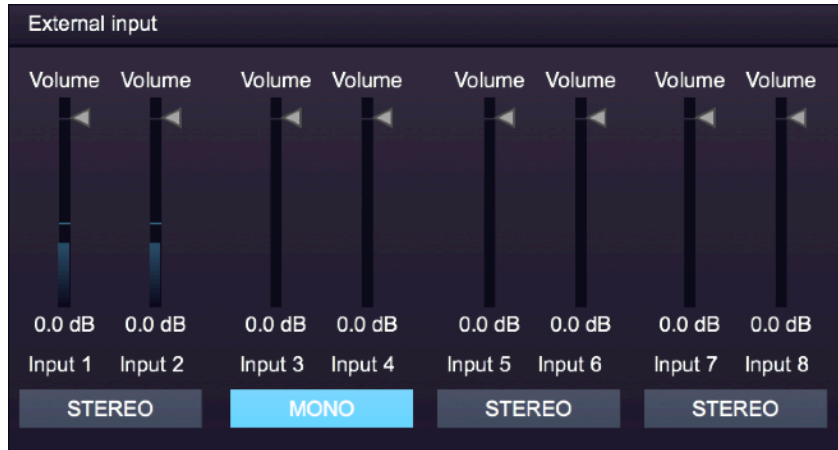 External input
Volume Volume Volume Volume Volume Volume Volume Volume
0.0 dB 0.0 dB 0.0 dB 0.0 dB 0.0 dB 0.0 dB 0.0 dB 0.0 dB
Input 1 Input 2 Input 3 Input 4 Input 5 Input 6 Input 7 Input 8
STEREO MONO STEREO STEREO